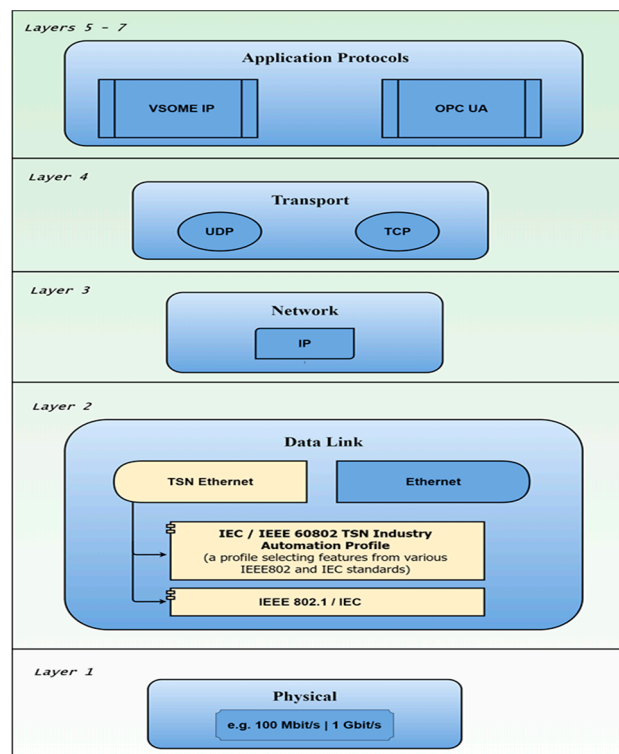 Layers 5 – 7
Application Protocols
VSOME IP
OPC UA
Layer 4
Transport
UDP
TCP
Layer 3
Network
IP
Layer 2
Data Link
TSN Ethernet
Ethernet
IEC / IEEE 60802 TSN Industry
Automation Profile
(a profile selecting features from various
IEEE802 and IEC standards)
IEEE 802.1 / IEC
Layer 1
Physical
e.g. 100 Mbit/s | 1 Gbit/s